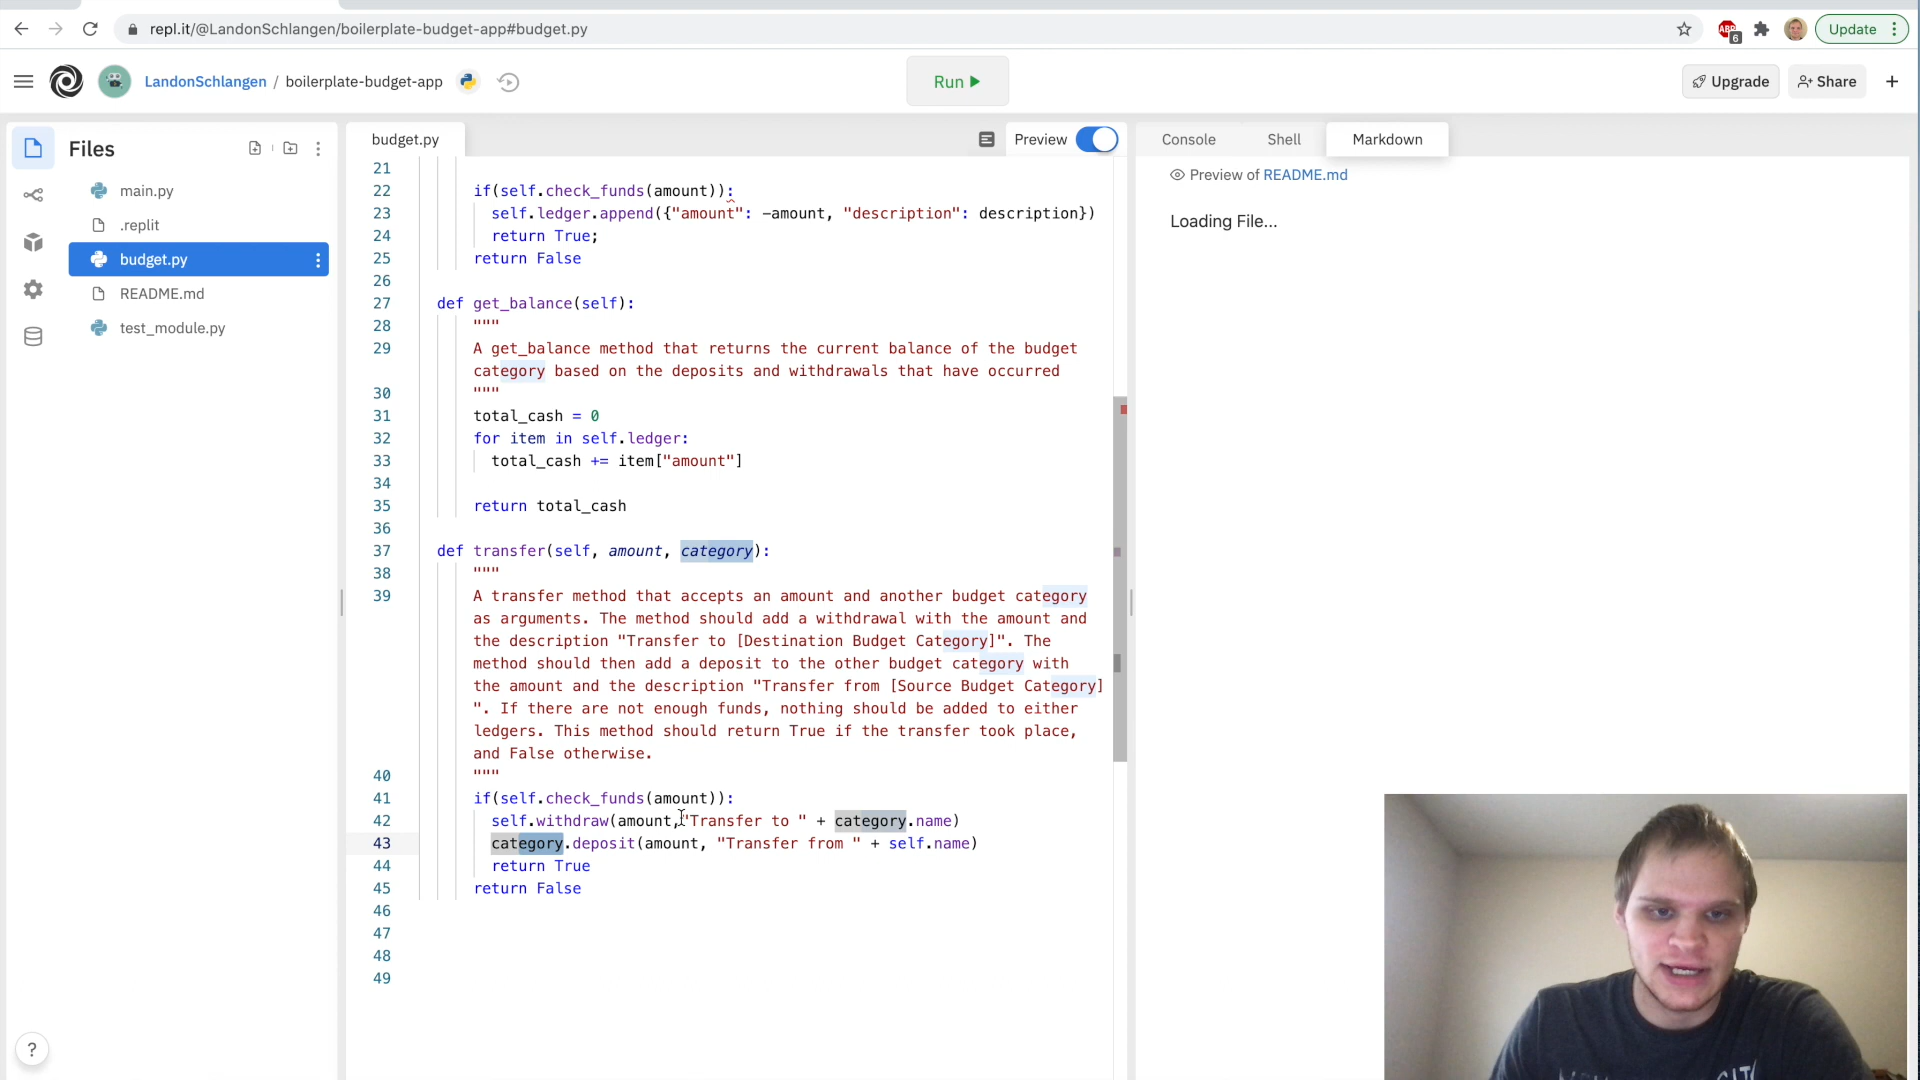 repl.it/@LandonSchlangen/boilerplate-budget-app#budget.py
ABP
6
Update
LandonSchlangen / boilerplate-budget-app
Run
Upgrade
Share
Files
main.py
.replit
budget.py
README.md
test_module.py
budget.py
Preview
21
22 if(self.check_funds(amount)):
23 self.ledger.append({"amount": -amount, "description": description})
24 return True;
25 return False
26
27 def get_balance(self):
28 """
29 A get_balance method that returns the current balance of the budget
category based on the deposits and withdrawals that have occurred
30 """
31 total_cash = 0
32 for item in self.ledger:
33 total_cash += item["amount"]
34
35 return total_cash
36
37 def transfer(self, amount, category):
38 """
39 A transfer method that accepts an amount and another budget category
as arguments. The method should add a withdrawal with the amount and
the description "Transfer to [Destination Budget Category]". The
method should then add a deposit to the other budget category with
the amount and the description "Transfer from [Source Budget Category]
". If there are not enough funds, nothing should be added to either
ledgers. This method should return True if the transfer took place,
and False otherwise.
40 """
41 if(self.check_funds(amount)):
42 self.withdraw(amount,"Transfer to " + category.name)
43 category.deposit(amount, "Transfer from " + self.name)
44 return True
45 return False
46
47
48
49
Console
Shell
Markdown
Preview of README.md
Loading File...
?